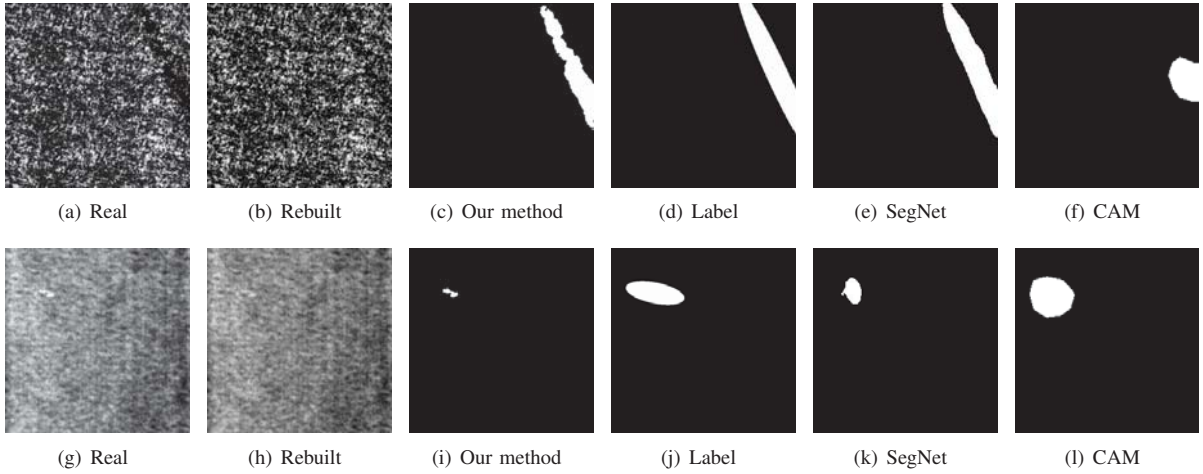 (a) Real (b) Rebuilt (c) Our method (d) Label (e) SegNet (f) CAM
(g) Real (h) Rebuilt (i) Our method (j) Label (k) SegNet (l) CAM